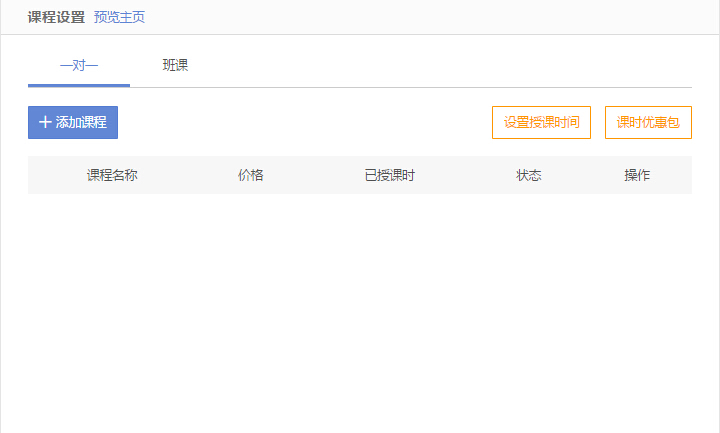 课程设置 预览主页
一对一 班课
添加课程 设置授课时间 课时优惠包
课程名称 价格 已授课时 状态 操作